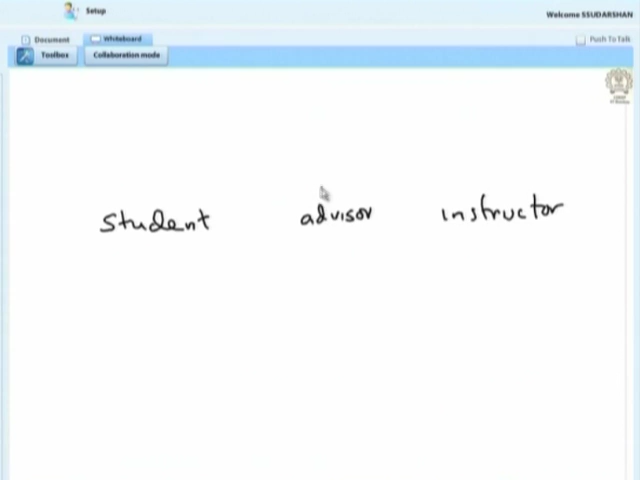 Setup
Welcome SSUDARSHAN
Document Whiteboard Push To Talk
Toolbox Collaboration mode
student advisor instructor